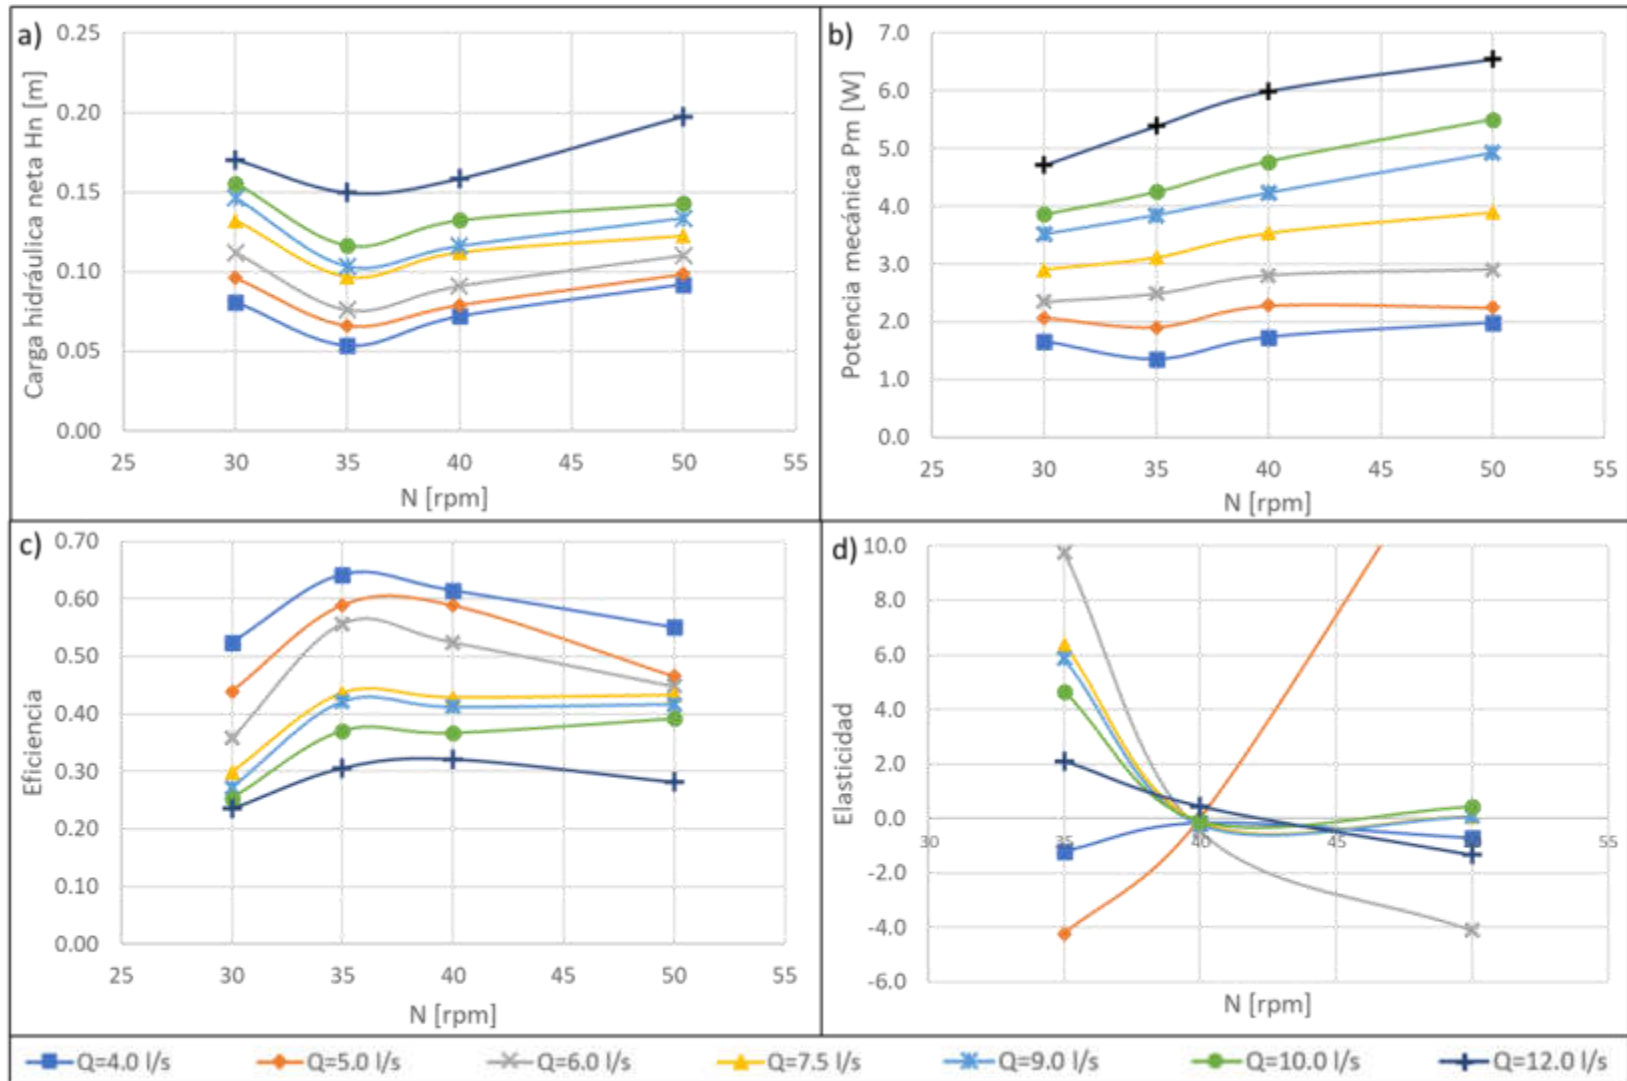 a)
Carga hidráulica neta Hn [m]
0.25
0.20
0.15
0.10
0.05
0.00
25 30 35 40 45 50 55
N [rpm]
b)
Potencia mecánica Pm [W]
7.0
6.0
5.0
4.0
3.0
2.0
1.0
0.0
25 30 35 40 45 50 55
N [rpm]
c)
Eficiencia
0.70
0.60
0.50
0.40
0.30
0.20
0.10
0.00
25 30 35 40 45 50 55
N [rpm]
d)
Elasticidad
10.0
8.0
6.0
4.0
2.0
0.0
-2.0
-4.0
-6.0
30 35 40 45 50 55
N [rpm]
Q=4.0 l/s Q=5.0 l/s Q=6.0 l/s Q=7.5 l/s Q=9.0 l/s Q=10.0 l/s Q=12.0 l/s